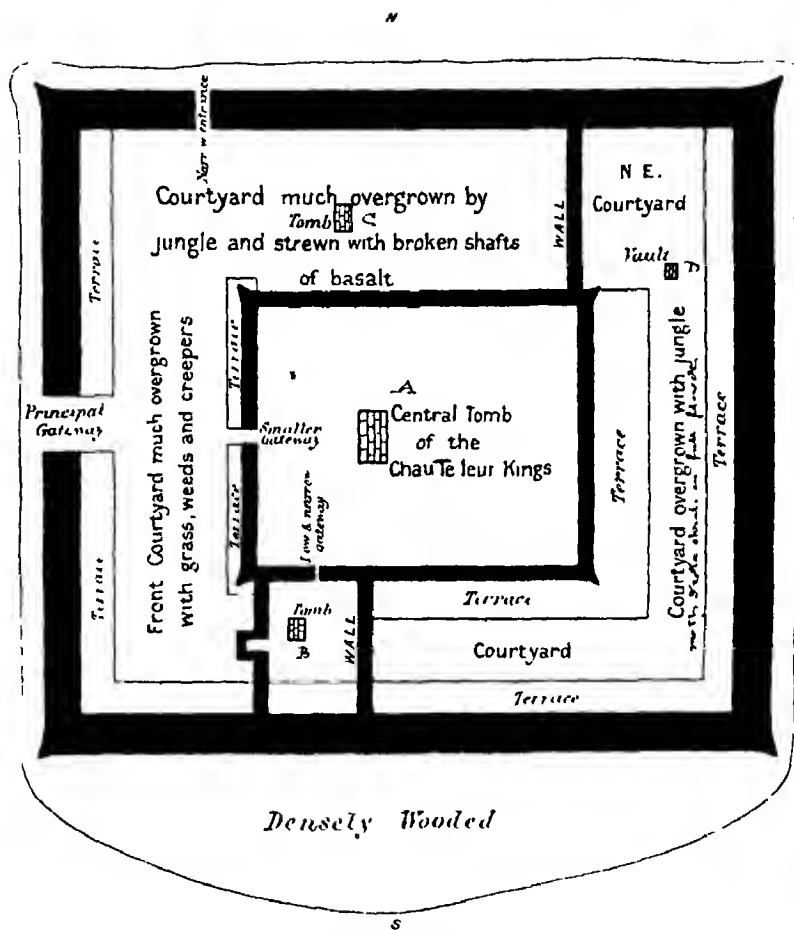 N
Narrow entrance
Courtyard much overgrown by
Tomb C
jungle and strewn with broken shafts
of basalt
WALL
N E.
Courtyard
Vault D
Terrace
Terrace
Principal
Gateway
Front Courtyard much overgrown
with grass, weeds and creepers
Smaller
Gateway
A
Central Tomb
of the
ChauTe leur Kings
Terrace
Courtyard overgrown with jungle
Terrace
Terrace
Terrace
Low & narrow
gateway
Tomb
B
WALL
Terrace
Courtyard
Terrace
Densely Wooded
S